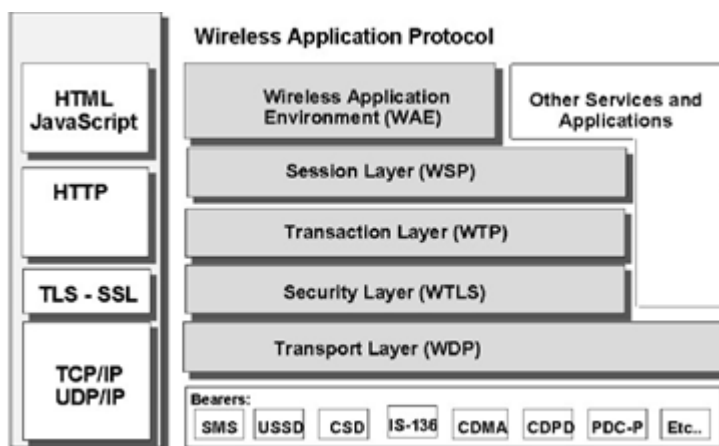 Wireless Application Protocol
HTML
JavaScript
HTTP
TLS - SSL
TCP/IP
UDP/IP
Wireless Application
Environment (WAE)
Other Services and
Applications
Session Layer (WSP)
Transaction Layer (WTP)
Security Layer (WTLS)
Transport Layer (WDP)
Bearers:
SMS USSD CSD IS-136 CDMA CDPD PDC-P Etc..